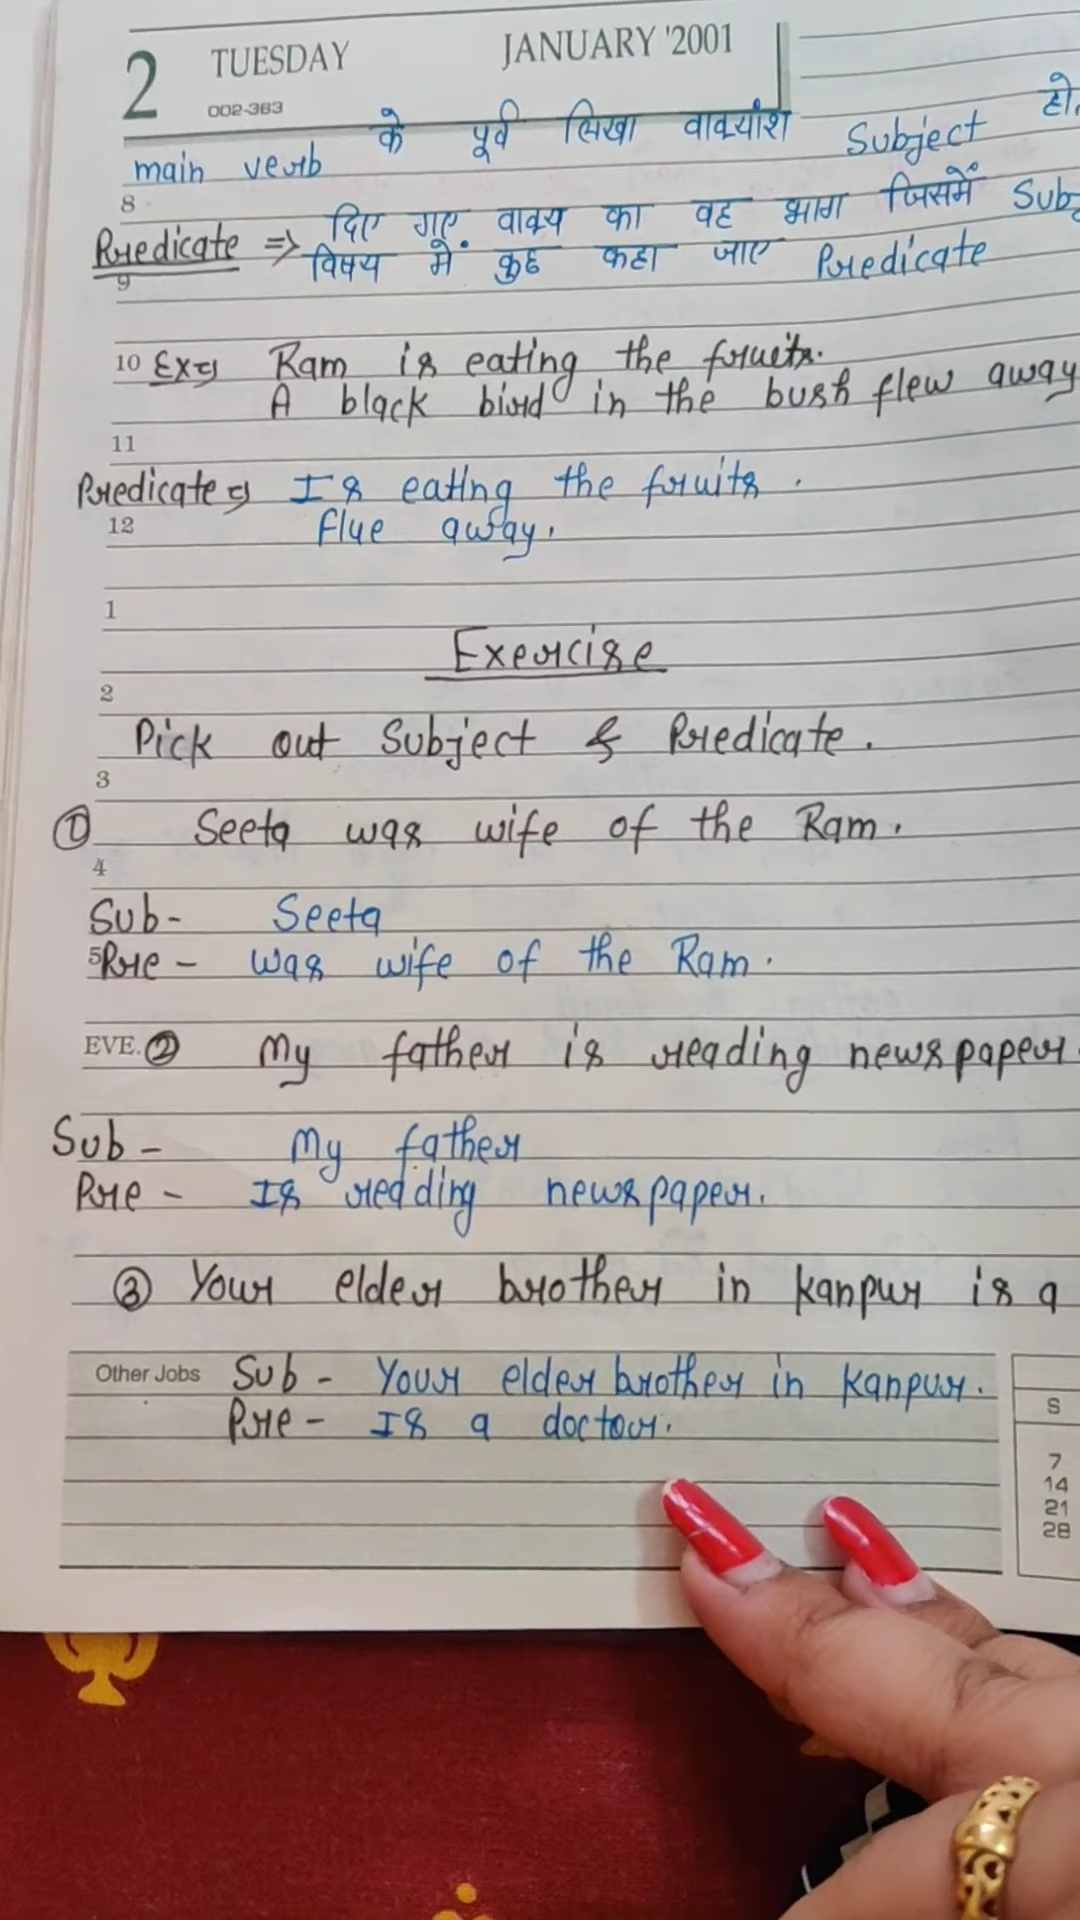 2 TUESDAY JANUARY '2001
002-363
main verb के पूर्व लिखा वाक्यांश Subject हो
8
Predicate => दिए गए वाक्य का वह भाग जिसमें Sub
विषय में कुछ कहा जाए Predicate
9
10 Ex=> Ram is eating the fruits.
A black bird in the bush flew away
11
Predicate => Is eating the fruits.
12 flue away.
1
Exercise
2
Pick out Subject & Predicate.
3
① Seeta was wife of the Ram.
4
Sub- Seeta
5 Pre - was wife of the Ram.
EVE. ② My father is reading newspaper.
Sub - My father
Pre - Is reading newspaper.
③ Your elder brother in kanpur is a
Other Jobs Sub - Your elder brother in kanpur.
Pre - Is a doctor.
S
7
14
21
28